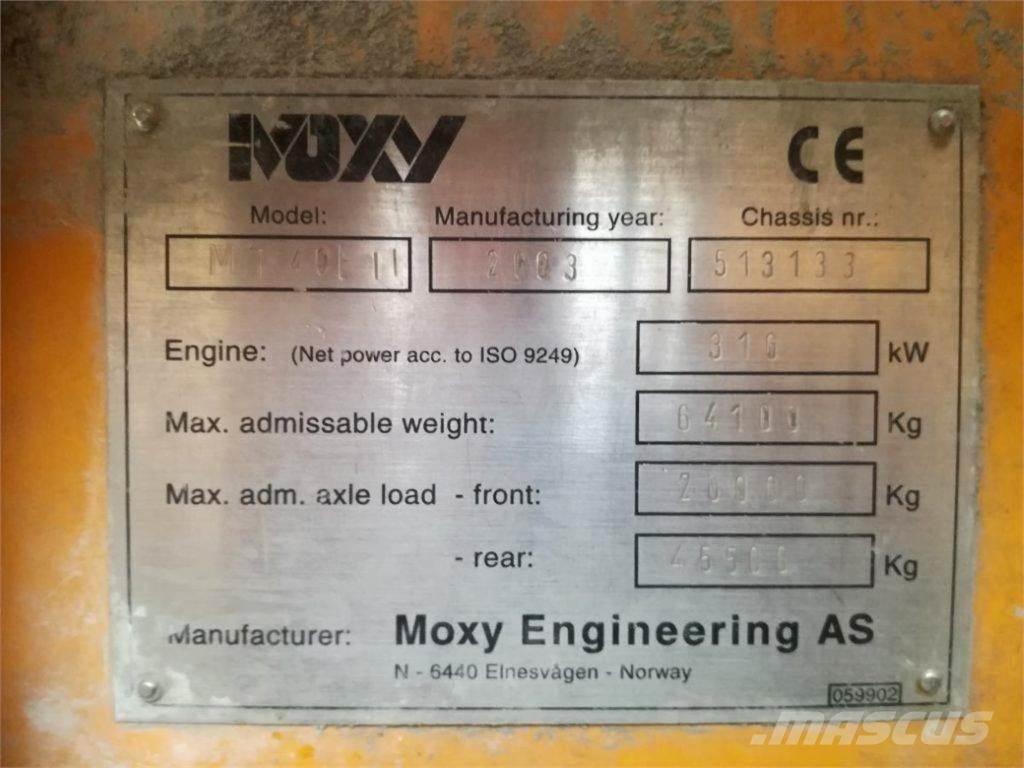 MOXY CE
Model: Manufacturing year: Chassis nr.:
2003 513133
Engine: (Net power acc. to ISO 9249) 310 kW
Max. admissable weight: 64100 Kg
Max. adm. axle load - front: Kg
- rear: 45500 Kg
Manufacturer: Moxy Engineering AS
N - 6440 Elnesvågen - Norway
059902
mascus